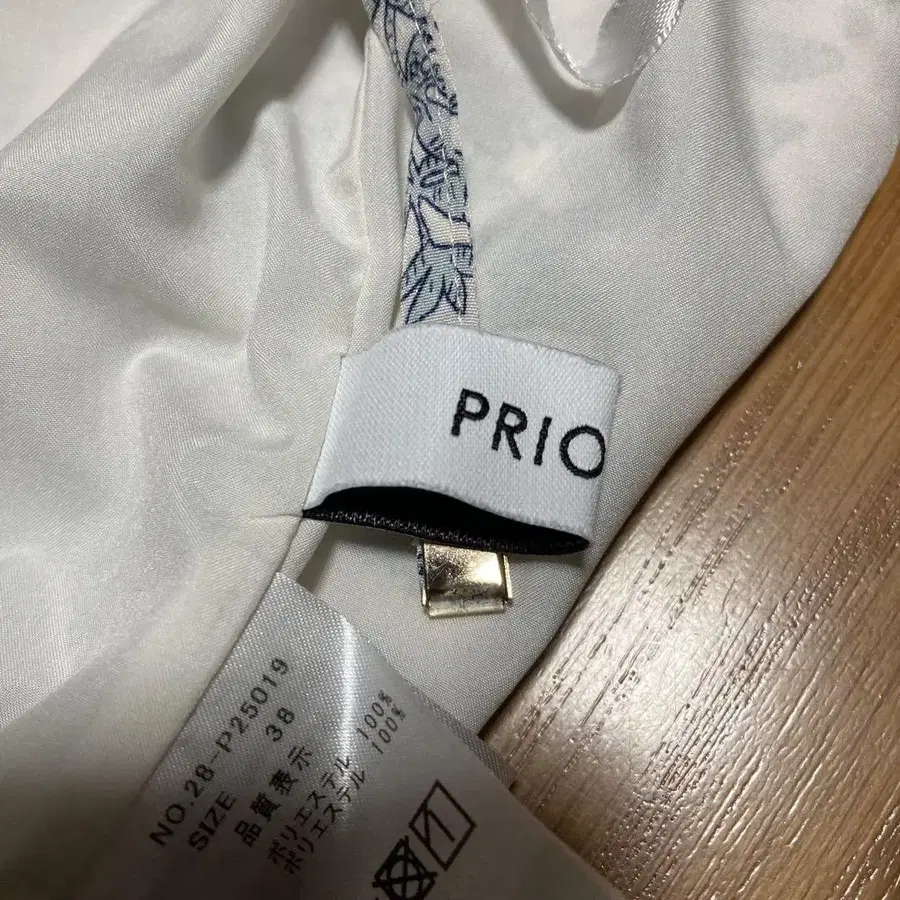 PRIO
NO.28-P25019
SIZE 38
品質表示
ポリエステル 100%
ポリエステル 100%